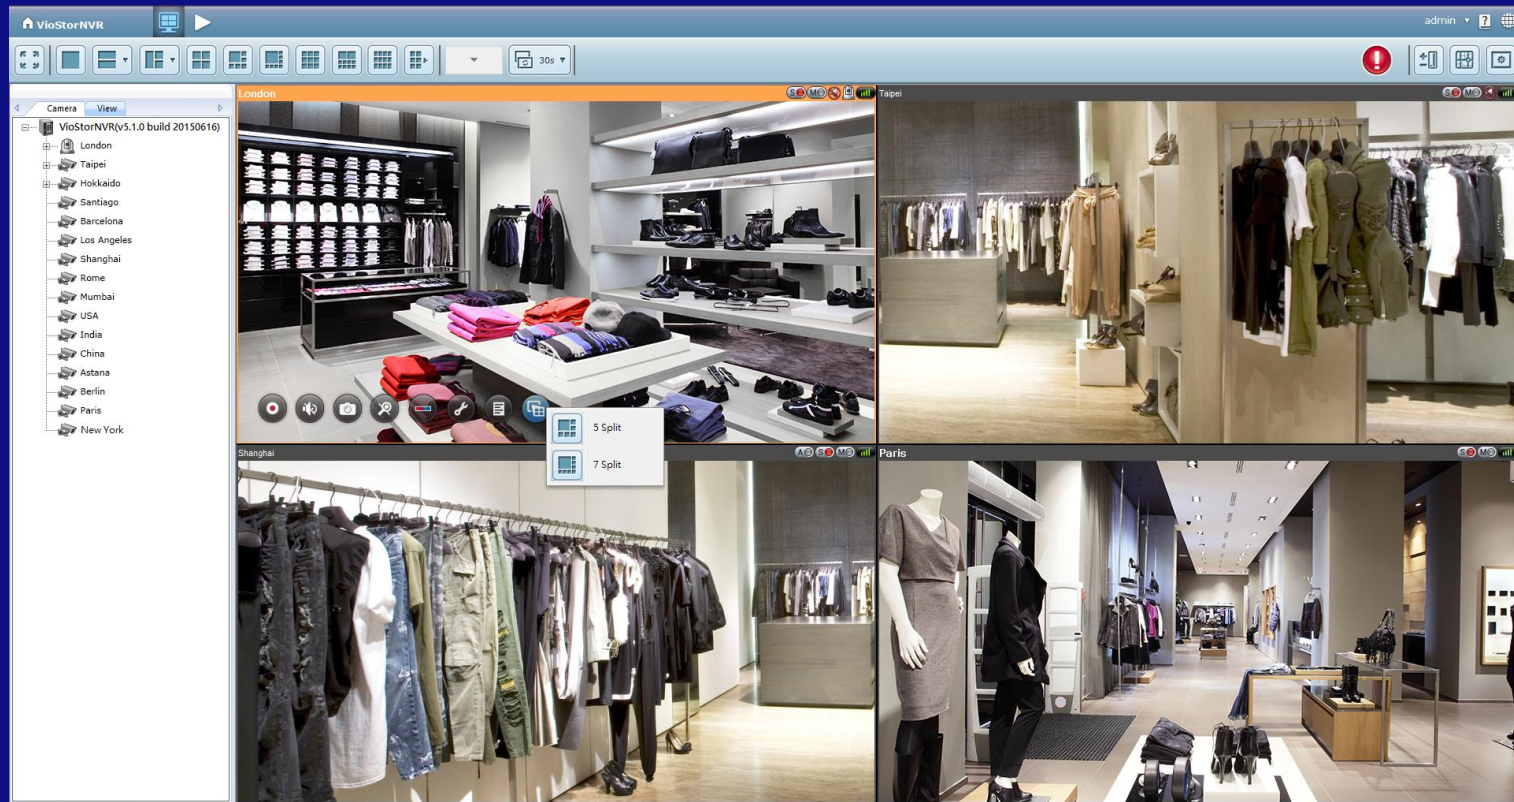 VioStorNVR
admin
?
30s
!
Camera
View
VioStorNVR(v5.1.0 build 20150616)
London
Taipei
Hokkaido
Santiago
Barcelona
Los Angeles
Shanghai
Rome
Mumbai
USA
India
China
Astana
Berlin
Paris
New York
London
S M
Taipei
S M
5 Split
7 Split
Shanghai
A S M
Paris
S M